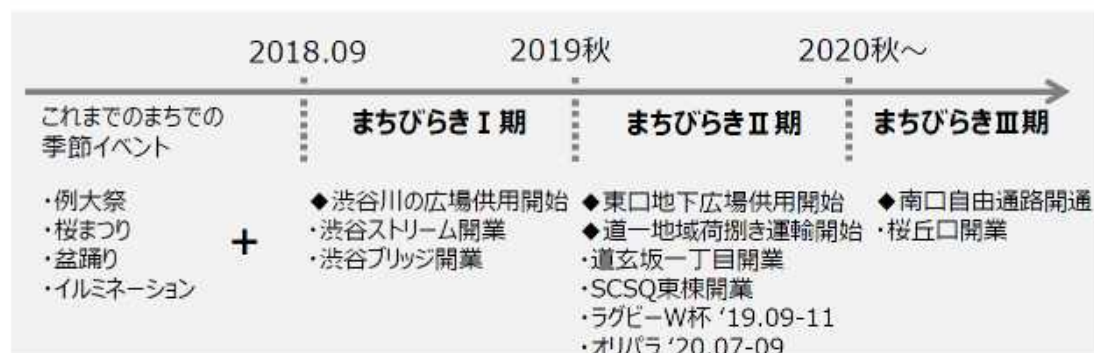 2018.09
2019秋
2020秋～
これまでのまちでの
季節イベント
まちびらきⅠ期
まちびらきⅡ期
まちびらきⅢ期
・例大祭
・桜まつり
・盆踊り
・イルミネーション
+
◆渋谷川の広場供用開始
・渋谷ストリーム開業
・渋谷ブリッジ開業
◆東口地下広場供用開始
◆道一地域荷捌き運輸開始
・道玄坂一丁目開業
・SCSQ東棟開業
・ラグビーW杯 ‘19.09-11
・オリパラ ‘20.07-09
◆南口自由通路開通
・桜丘口開業